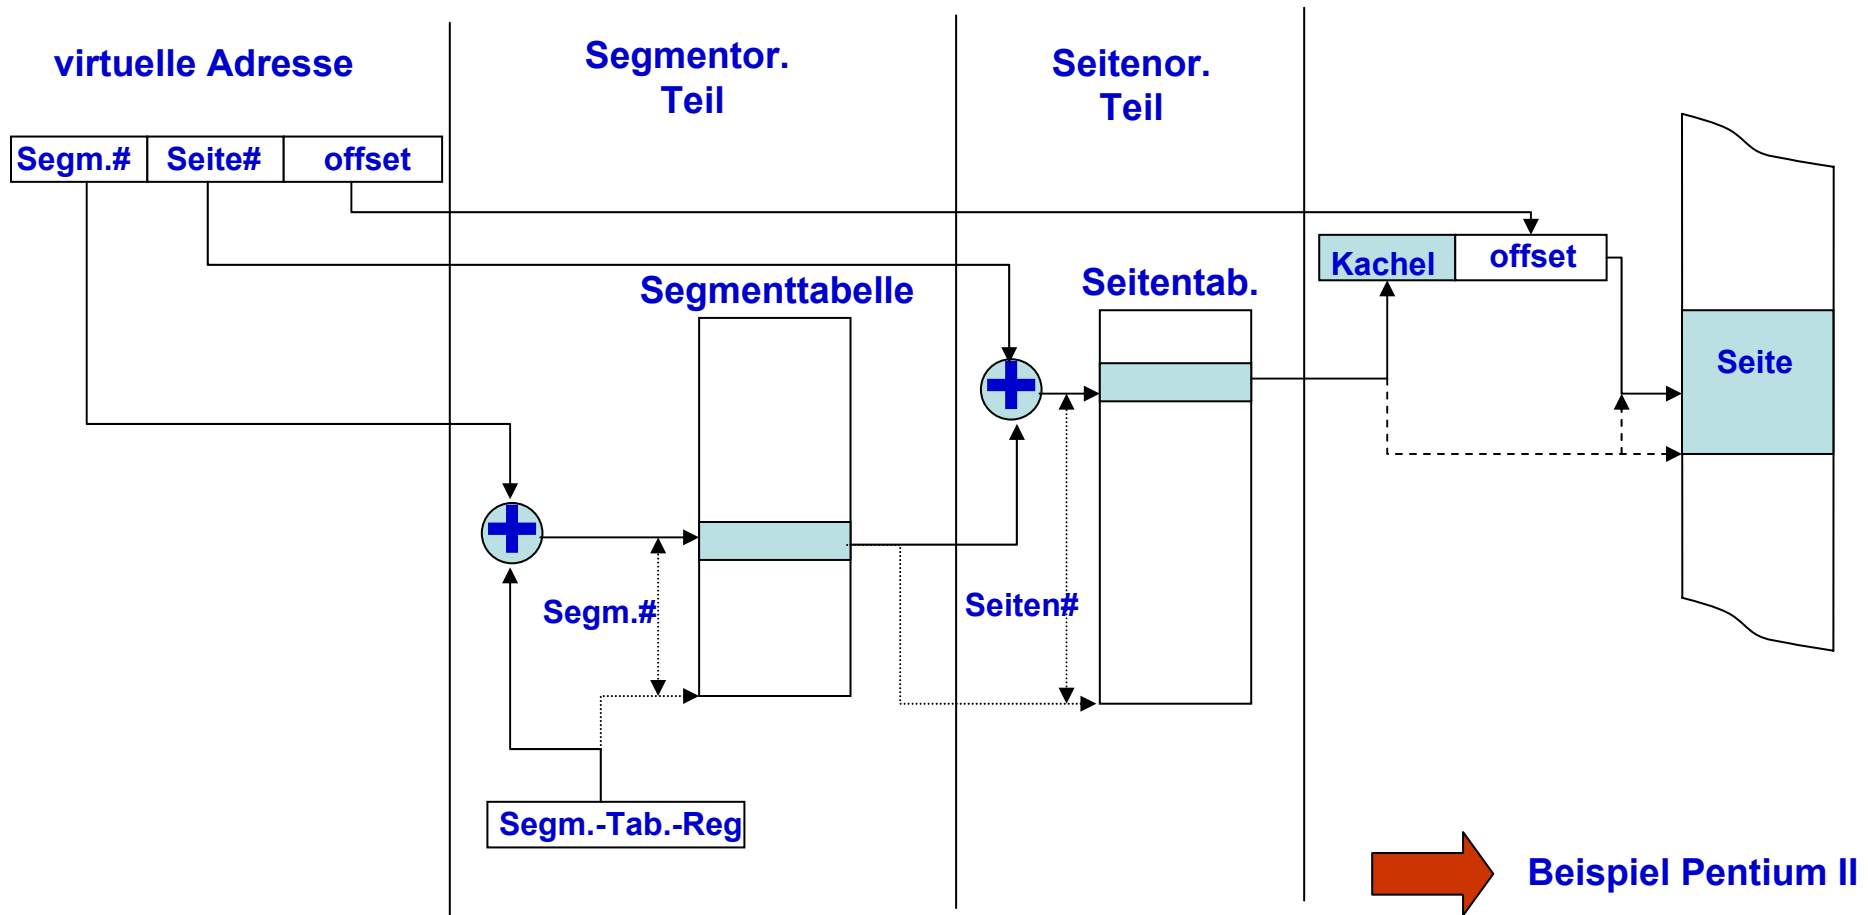 virtuelle Adresse
Segmentor.
Teil
Seitenor.
Teil
Segm.# Seite# offset
Kachel offset
Segmenttabelle
Seitentab.
Seite
Segm.#
Seiten#
Segm.-Tab.-Reg
Beispiel Pentium II